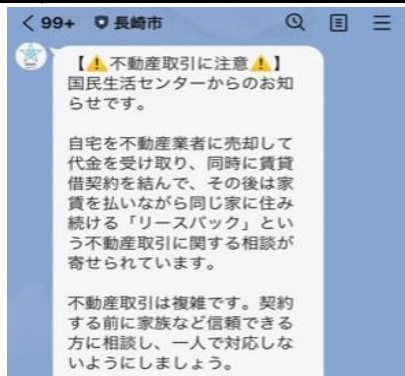 99+ 長崎市
【⚠不動産取引に注意⚠】
国民生活センターからのお知
らせです。
自宅を不動産業者に売却して
代金を受け取り、同時に賃貸
借契約を結んで、その後は家
賃を払いながら同じ家に住み
続ける「リースバック」とい
う不動産取引に関する相談が
寄せられています。
不動産取引は複雑です。契約
する前に家族など信頼できる
方に相談し、一人で対応しな
いようにしましょう。